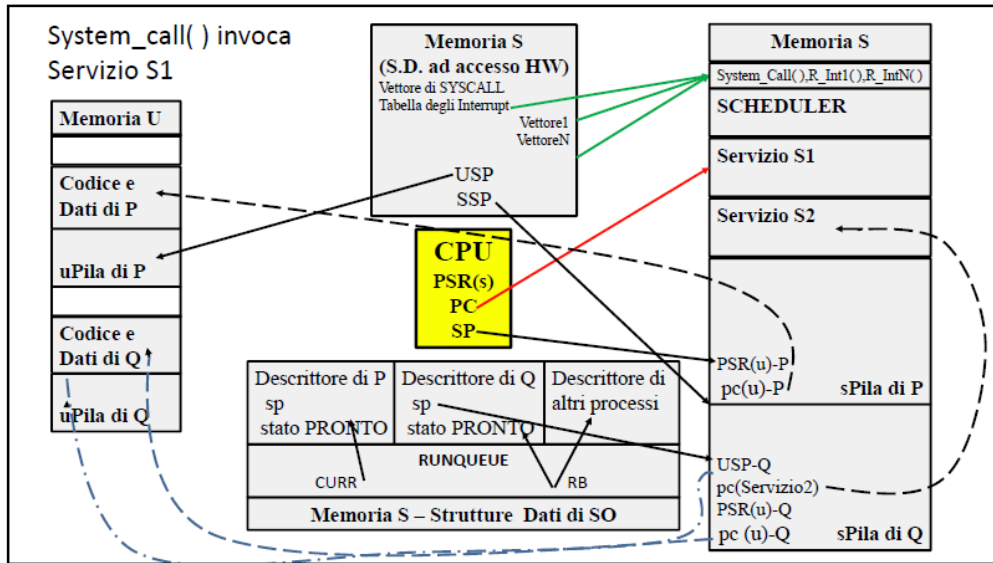 System_call( ) invoca
Servizio S1
Memoria U
Codice e
Dati di P
uPila di P
Codice e
Dati di Q
uPila di Q
Memoria S
(S.D. ad accesso HW)
Vettore di SYSCALL
Tabella degli Interrupt
Vettore1
VettoreN
USP
SSP
CPU
PSR(s)
PC
SP
Descrittore di P
sp
stato PRONTO
Descrittore di Q
sp
stato PRONTO
Descrittore di
altri processi
RUNQUEUE
CURR
RB
Memoria S – Strutture Dati di SO
Memoria S
System_Call(),R_Int1(),R_IntN()
SCHEDULER
Servizio S1
Servizio S2
PSR(u)-P
pc(u)-P
sPila di P
USP-Q
pc(Servizio2)
PSR(u)-Q
pc (u)-Q
sPila di Q